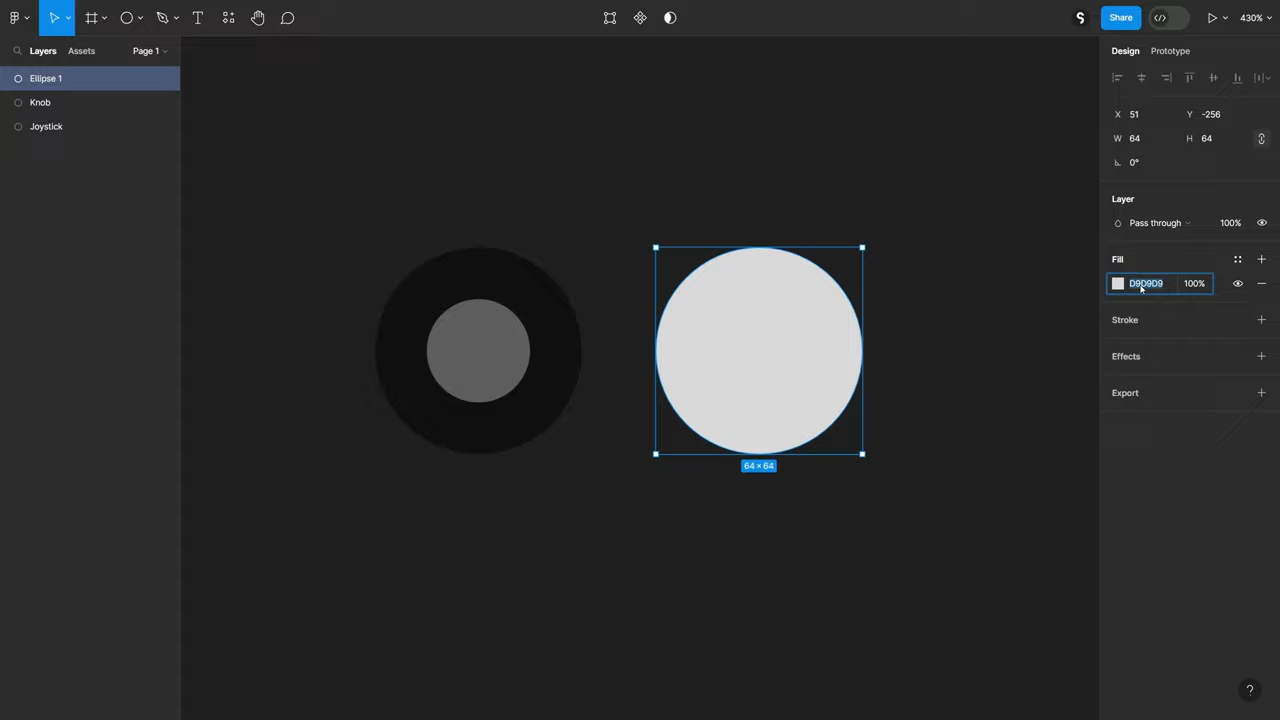 Share
430%
Layers Assets Page 1
Design Prototype
Ellipse 1
Knob
Joystick
X 51 Y -256
W 64 H 64
0°
Layer
Pass through 100%
Fill
D9D9D9 100%
Stroke
Effects
Export
64 × 64
?